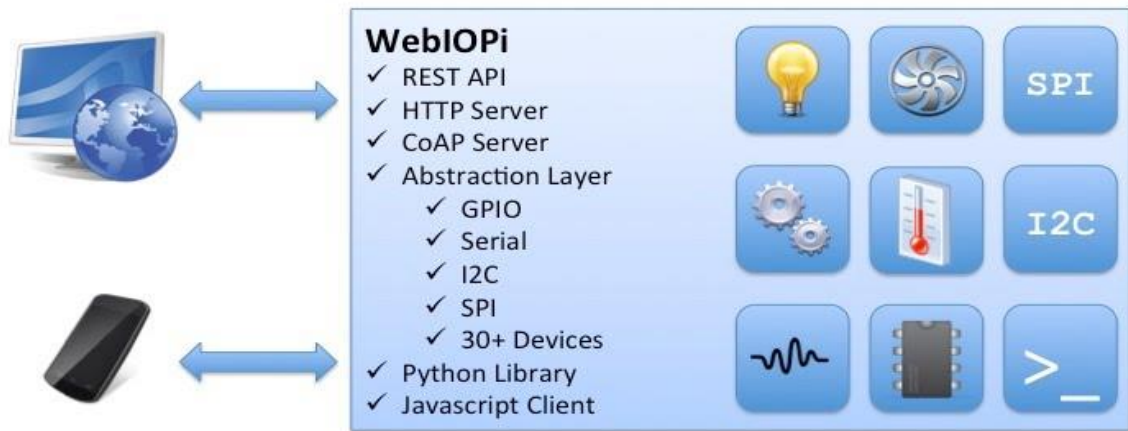 WebIOPi
✓ REST API
✓ HTTP Server
✓ CoAP Server
✓ Abstraction Layer
✓ GPIO
✓ Serial
✓ I2C
✓ SPI
✓ 30+ Devices
✓ Python Library
✓ Javascript Client
SPI
I2C
>_